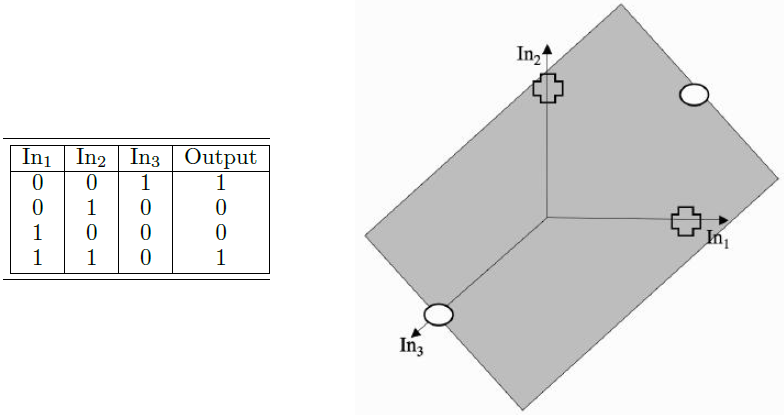 In₁ In₂ In₃ Output
0 0 1 1
0 1 0 0
1 0 0 0
1 1 0 1
In₂
In₁
In₃